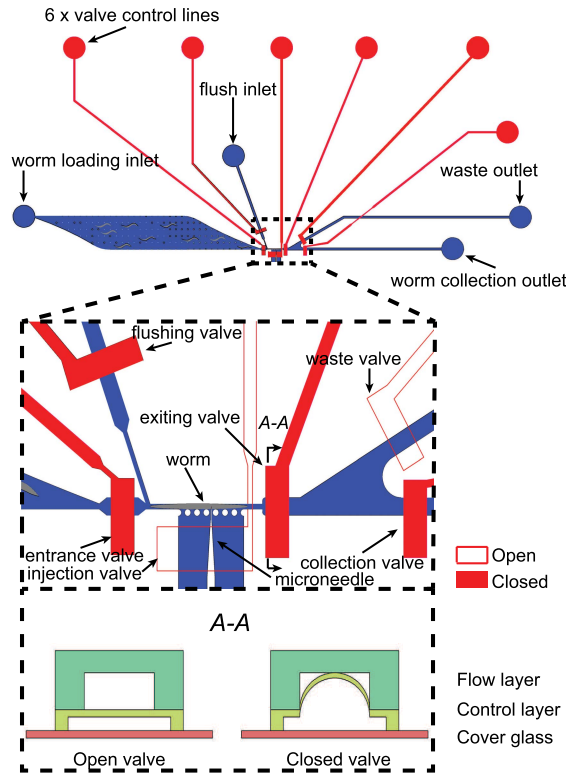 6 x valve control lines
flush inlet
worm loading inlet
waste outlet
worm collection outlet
flushing valve
waste valve
exiting valve
A-A
worm
entrance valve
injection valve
collection valve
microneedle
Open
Closed
A-A
Flow layer
Control layer
Cover glass
Open valve
Closed valve